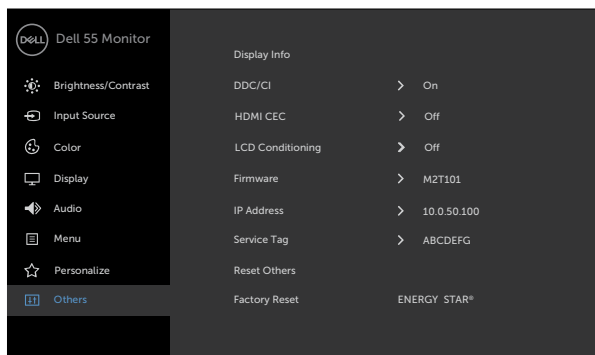 DELL Dell 55 Monitor
Display Info
Brightness/Contrast DDC/CI On
Input Source HDMI CEC Off
Color LCD Conditioning Off
Display Firmware M2T101
Audio IP Address 10.0.50.100
Menu Service Tag ABCDEFG
Personalize Reset Others
Others Factory Reset ENERGY STAR®